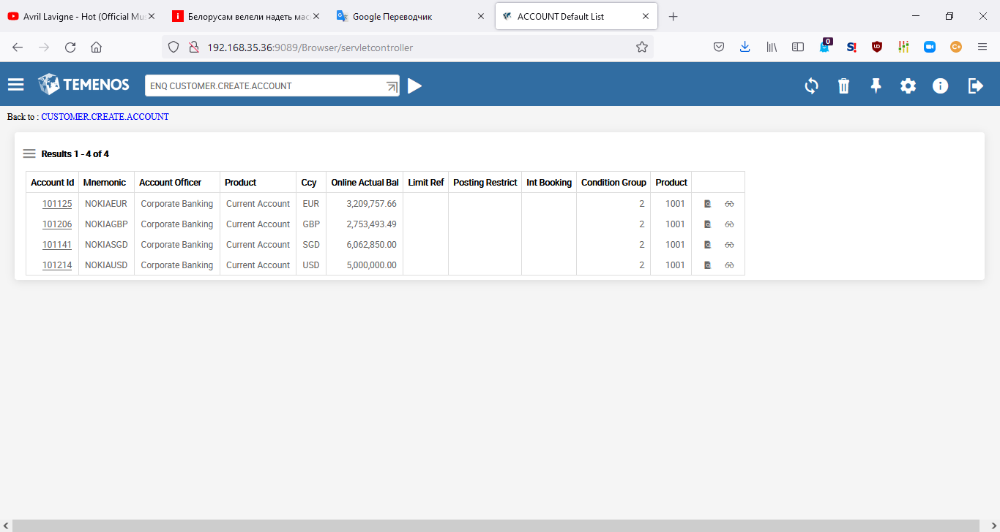 Avril Lavigne - Hot (Official Mus
Белорусам велели надеть мас
Google Переводчик
ACCOUNT Default List
192.168.35.36:9089/Browser/servletcontroller
0
TEMENOS
ENQ CUSTOMER.CREATE.ACCOUNT
Back to : CUSTOMER.CREATE.ACCOUNT
Results 1 - 4 of 4
Account Id Mnemonic Account Officer Product Ccy Online Actual Bal Limit Ref Posting Restrict Int Booking Condition Group Product
101125 NOKIAEUR Corporate Banking Current Account EUR 3,209,757.66 2 1001
101206 NOKIAGBP Corporate Banking Current Account GBP 2,753,493.49 2 1001
101141 NOKIASGD Corporate Banking Current Account SGD 6,062,850.00 2 1001
101214 NOKIAUSD Corporate Banking Current Account USD 5,000,000.00 2 1001